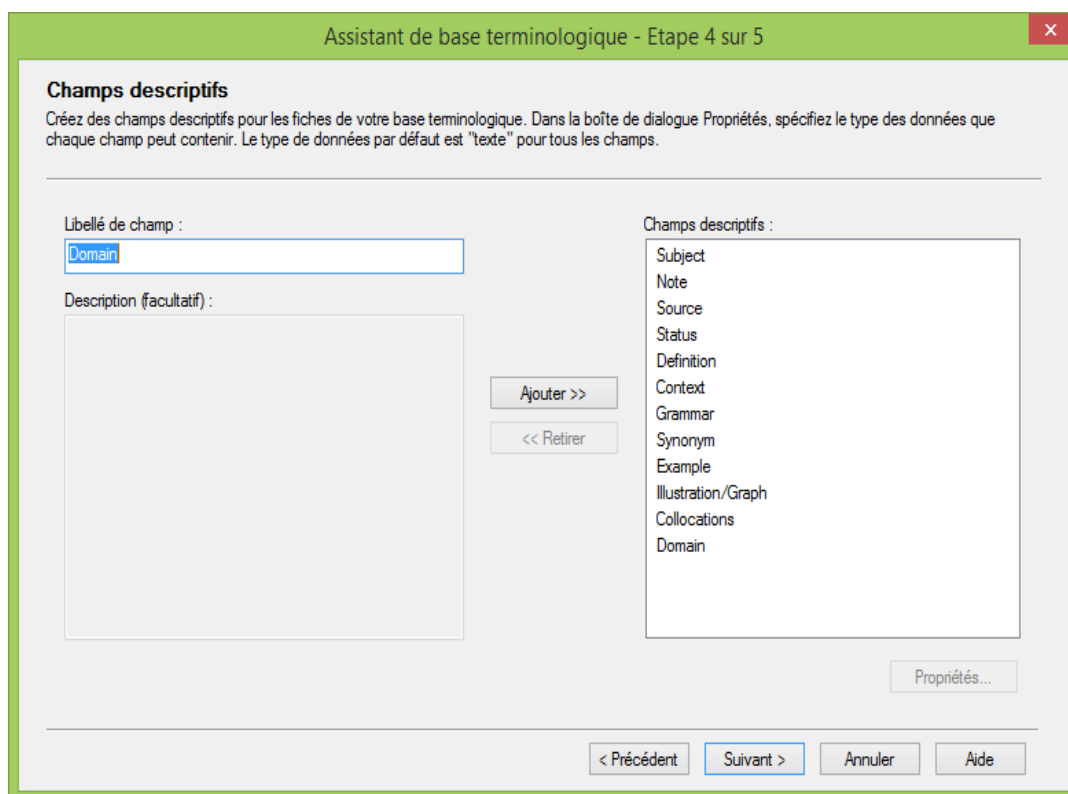 Assistant de base terminologique - Etape 4 sur 5
Champs descriptifs
Créez des champs descriptifs pour les fiches de votre base terminologique. Dans la boîte de dialogue Propriétés, spécifiez le type des données que
chaque champ peut contenir. Le type de données par défaut est "texte" pour tous les champs.
Libellé de champ :
Domain
Description (facultatif) :
Ajouter >>
<< Retirer
Champs descriptifs :
Subject
Note
Source
Status
Definition
Context
Grammar
Synonym
Example
Illustration/Graph
Collocations
Domain
Propriétés...
< Précédent
Suivant >
Annuler
Aide